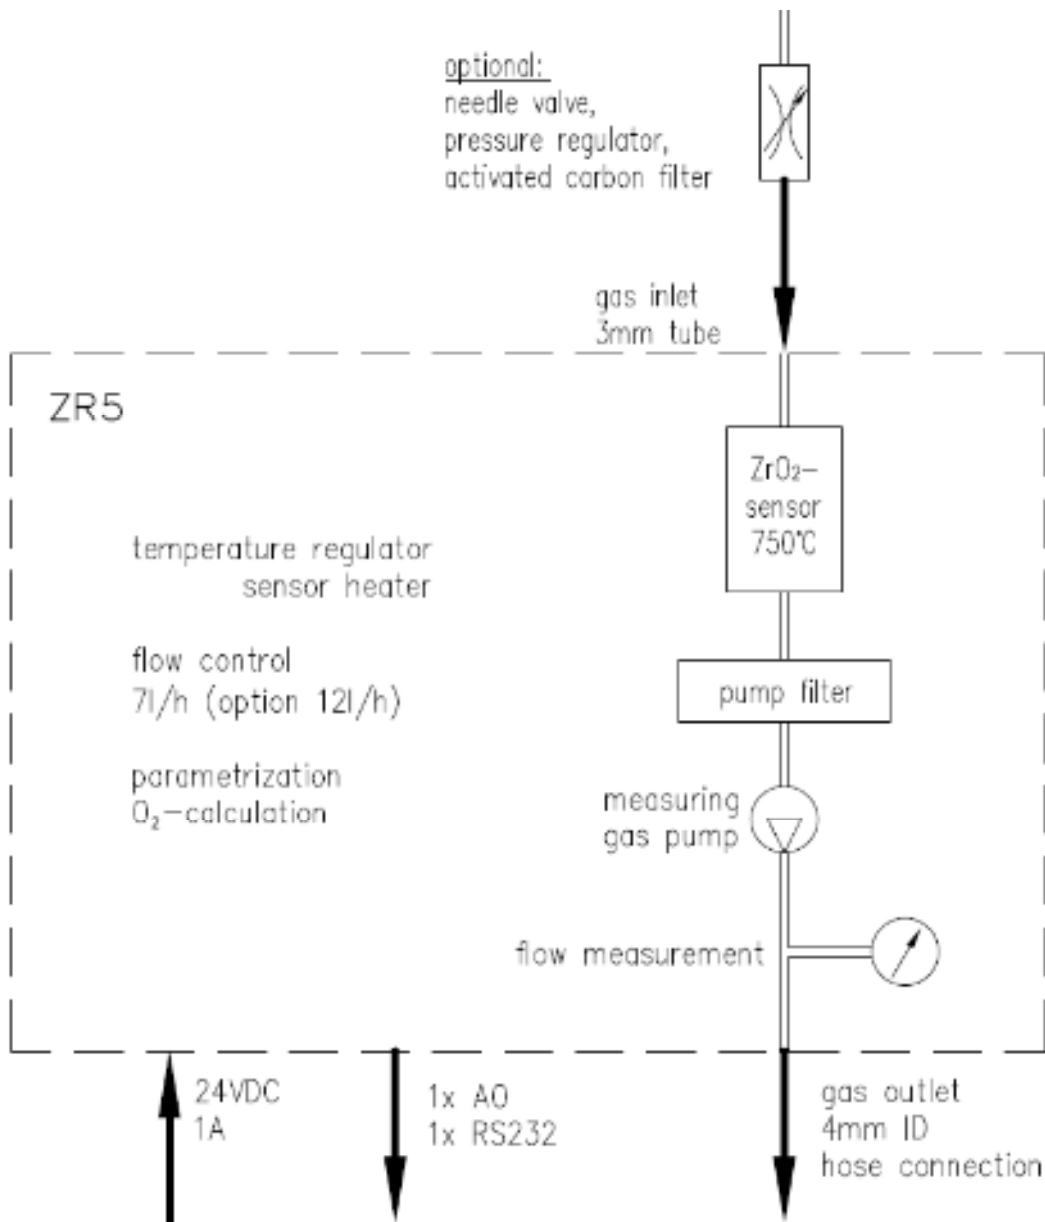 optional:
needle valve,
pressure regulator,
activated carbon filter
gas inlet
3mm tube
ZR5
ZrO₂–
sensor
750°C
temperature regulator
sensor heater
flow control
7l/h (option 12l/h)
pump filter
parametrization
O₂–calculation
measuring
gas pump
flow measurement
24VDC
1A
1x AO
1x RS232
gas outlet
4mm ID
hose connection